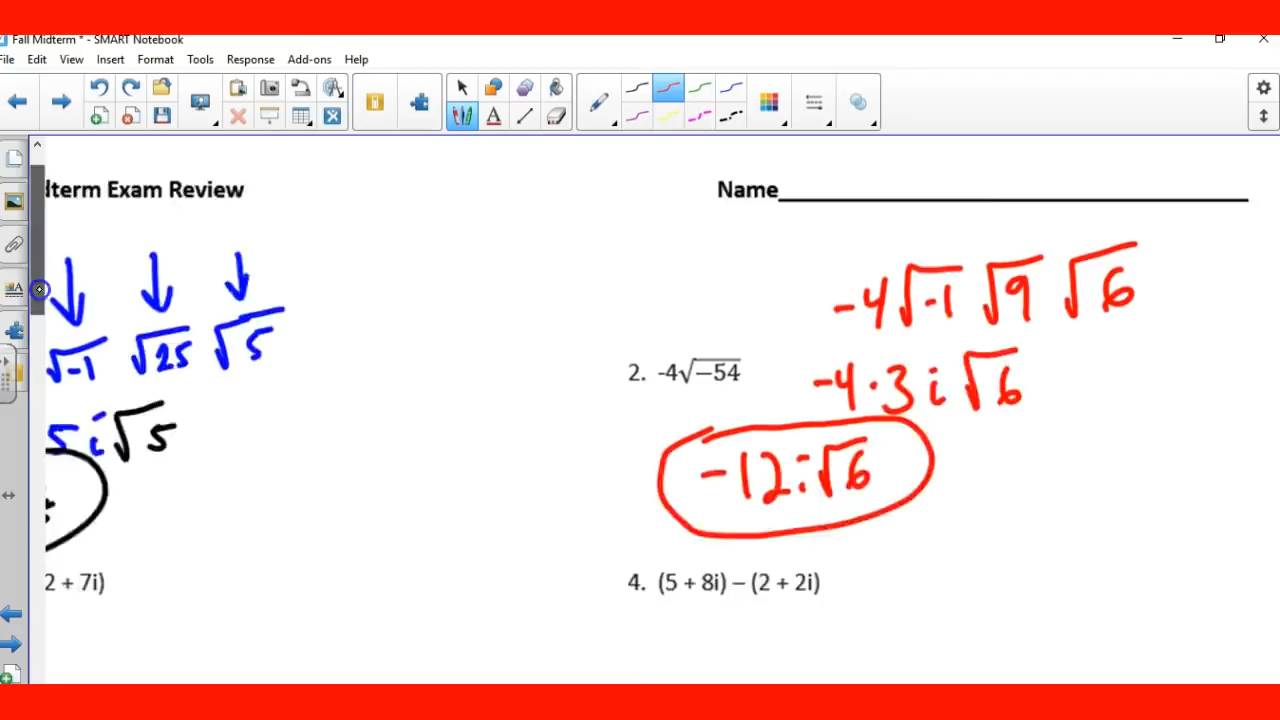 Fall Midterm * - SMART Notebook
File Edit View Insert Format Tools Response Add-ons Help
dterm Exam Review
Name
√-1 √25 √5
5 i √5
-4√-1 √9 √6
2. -4√−54
-4·3 i √6
-12i√6
2 + 7i)
4. (5 + 8i) – (2 + 2i)